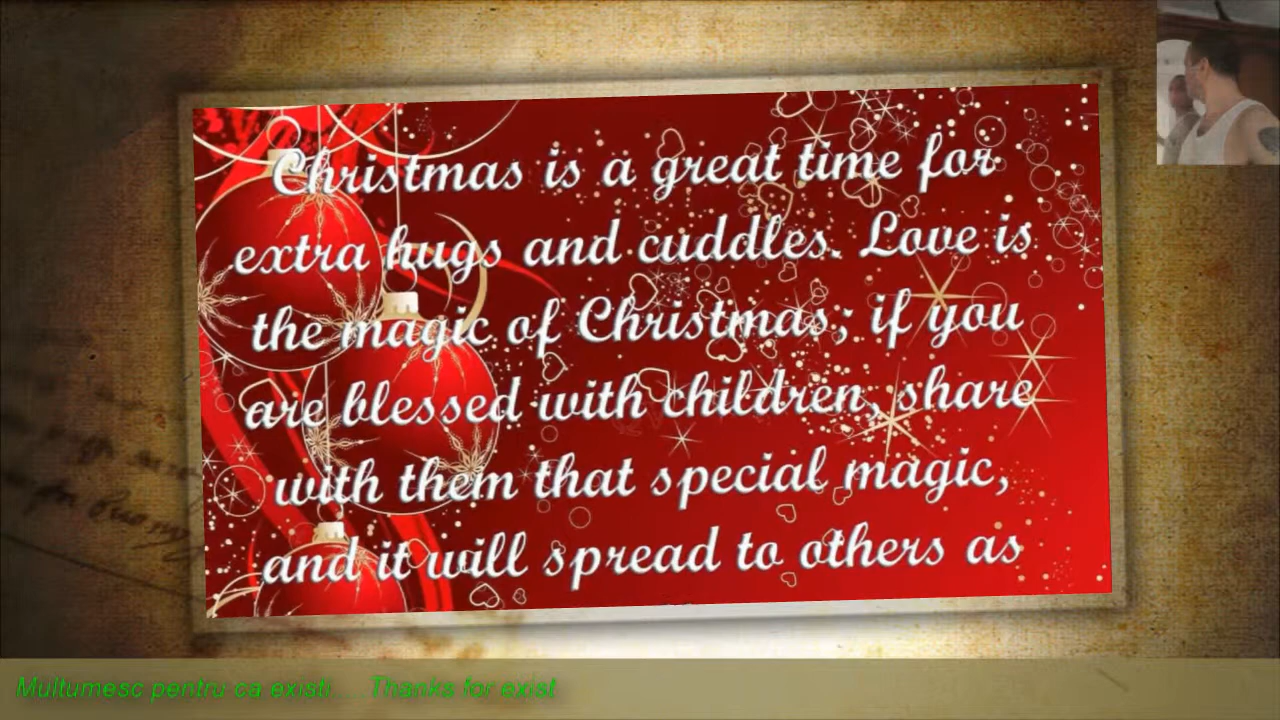 Christmas is a great time for
extra hugs and cuddles. Love is
the magic of Christmas; if you
are blessed with children, share
with them that special magic,
and it will spread to others as
Multumesc pentru ca existi.... Thanks for exist